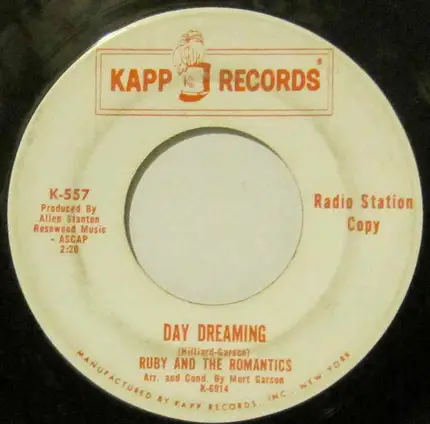 KAPP RECORDS®
K-557
Produced By
Allen Stanton
Rosewood Music
- ASCAP
2:20
Radio Station
Copy
DAY DREAMING
(Hilliard-Garson)
RUBY AND THE ROMANTICS
Arr. and Cond. By Mort Garson
K-6914
MANUFACTURED BY KAPP RECORDS, INC., NEW YORK